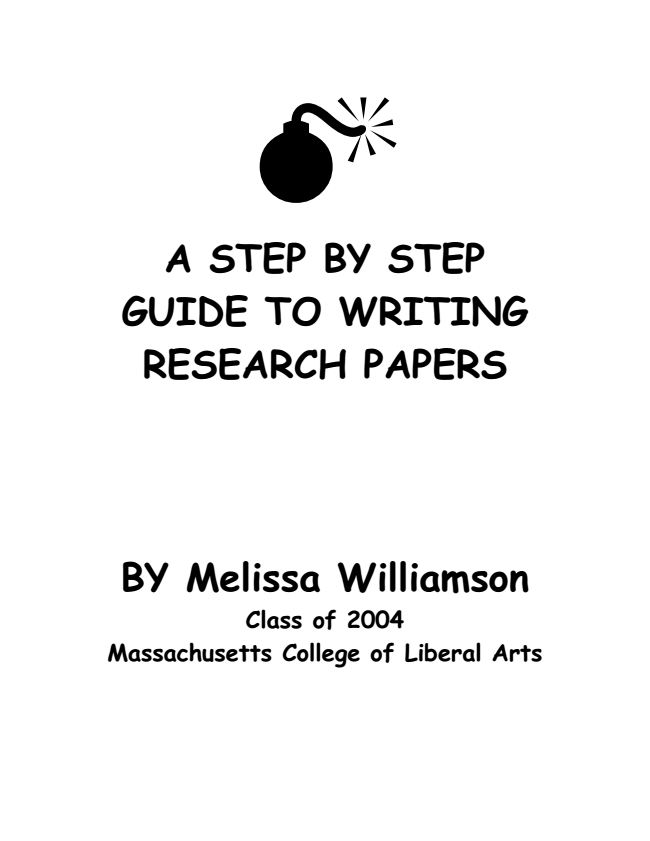 A STEP BY STEP
GUIDE TO WRITING
RESEARCH PAPERS
BY Melissa Williamson
Class of 2004
Massachusetts College of Liberal Arts